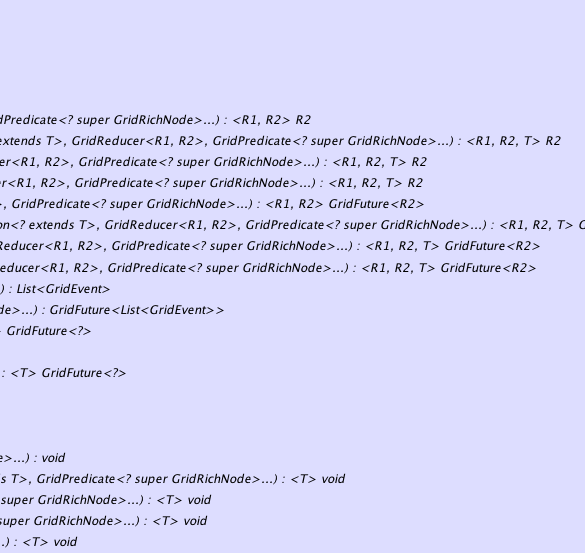 dPredicate<? super GridRichNode>...) : <R1, R2> R2
extends T>, GridReducer<R1, R2>, GridPredicate<? super GridRichNode>...) : <R1, R2, T> R2
er<R1, R2>, GridPredicate<? super GridRichNode>...) : <R1, R2, T> R2
r<R1, R2>, GridPredicate<? super GridRichNode>...) : <R1, R2, T> R2
>, GridPredicate<? super GridRichNode>...) : <R1, R2> GridFuture<R2>
on<? extends T>, GridReducer<R1, R2>, GridPredicate<? super GridRichNode>...) : <R1, R2, T> G
Reducer<R1, R2>, GridPredicate<? super GridRichNode>...) : <R1, R2, T> GridFuture<R2>
educer<R1, R2>, GridPredicate<? super GridRichNode>...) : <R1, R2, T> GridFuture<R2>
) : List<GridEvent>
de>...) : GridFuture<List<GridEvent>>
> GridFuture<?>
: <T> GridFuture<?>
e>...) : void
ds T>, GridPredicate<? super GridRichNode>...) : <T> void
super GridRichNode>...) : <T> void
super GridRichNode>...) : <T> void
..) : <T> void